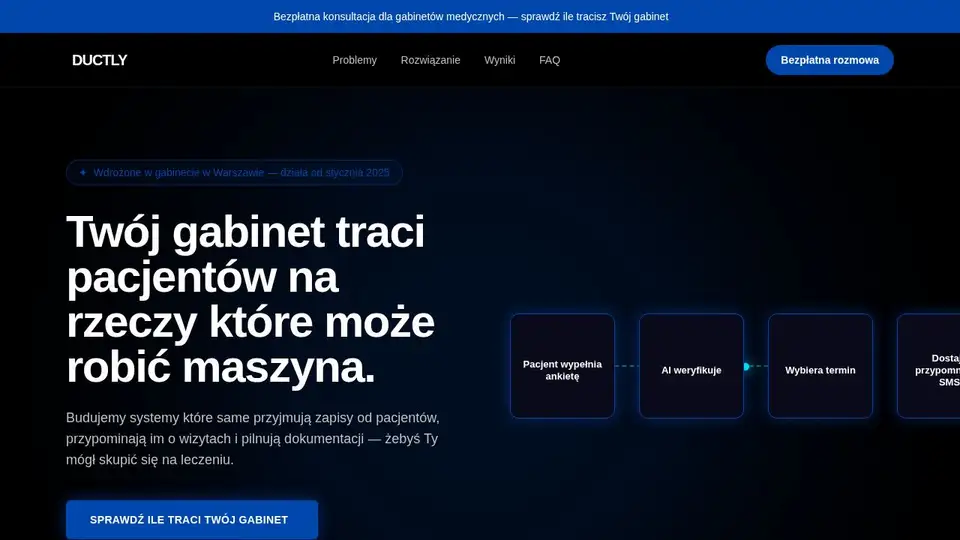 Bezpłatna konsultacja dla gabinetów medycznych — sprawdź ile tracisz Twój gabinet
DUCTLY
Problemy
Rozwiązanie
Wyniki
FAQ
Bezpłatna rozmowa
✦ Wdrożone w gabinecie w Warszawie — działa od stycznia 2025
Twój gabinet traci
pacjentów na
rzeczy które może
robić maszyna.
Budujemy systemy które same przyjmują zapisy od pacjentów,
przypominają im o wizytach i pilnują dokumentacji — żebyś Ty
mógł skupić się na leczeniu.
SPRAWDŹ ILE TRACI TWÓJ GABINET
Pacjent wypełnia
ankietę
AI weryfikuje
Wybiera termin
SMS